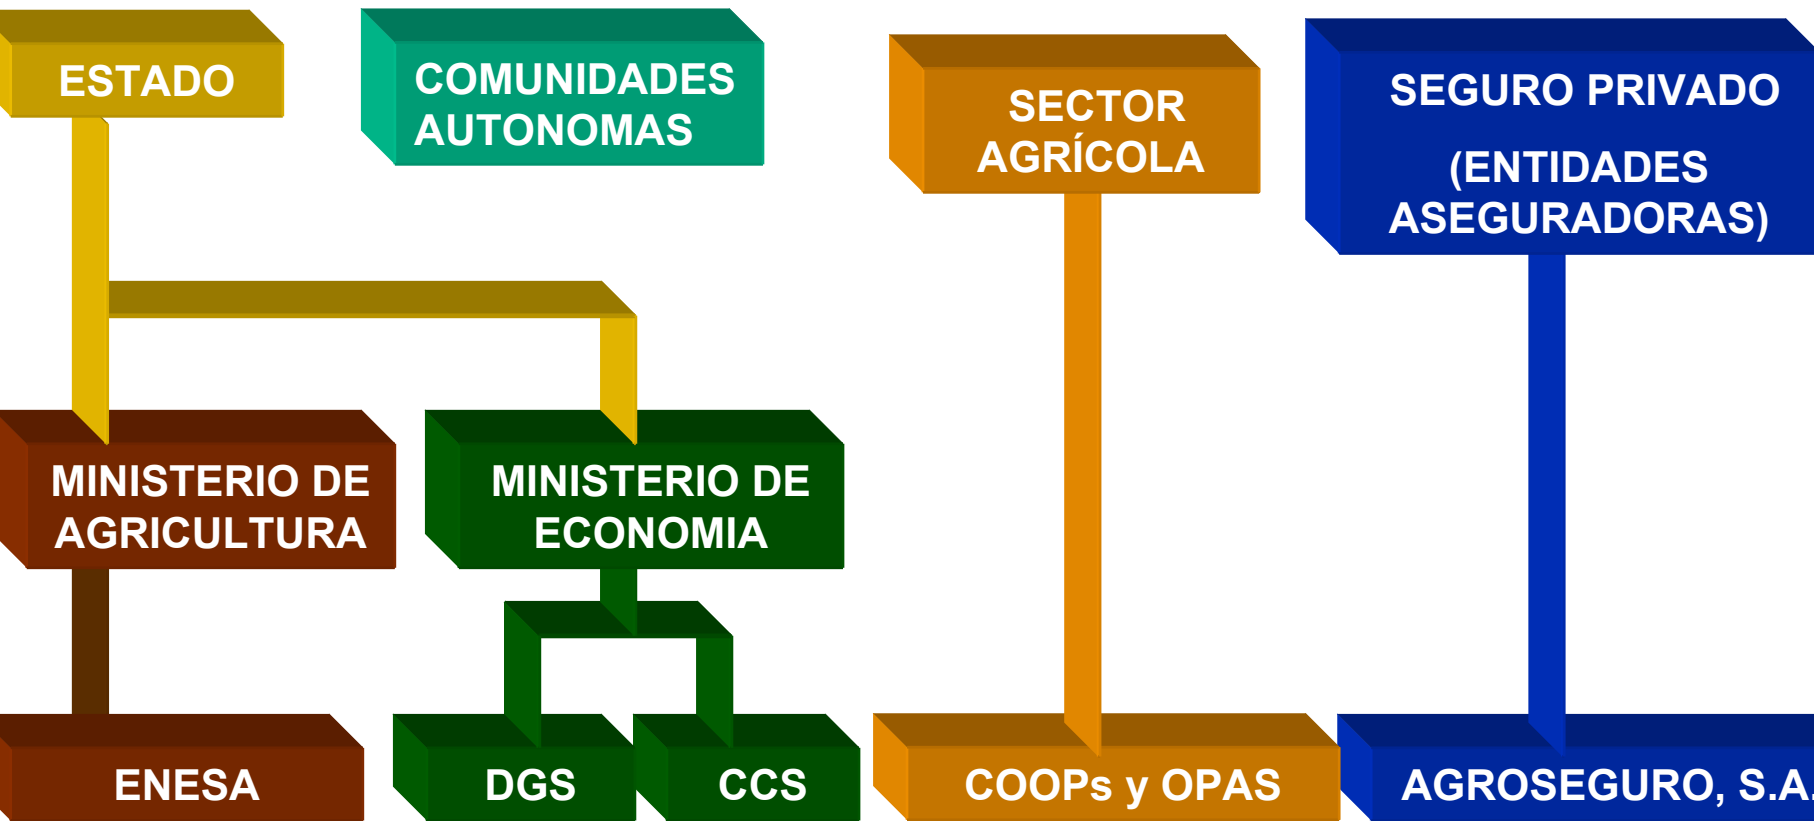 ESTADO
COMUNIDADES
AUTONOMAS
SECTOR
AGRÍCOLA
SEGURO PRIVADO
(ENTIDADES
ASEGURADORAS)
MINISTERIO DE
AGRICULTURA
MINISTERIO DE
ECONOMIA
ENESA
DGS
CCS
COOPs y OPAS
AGROSEGURO, S.A.